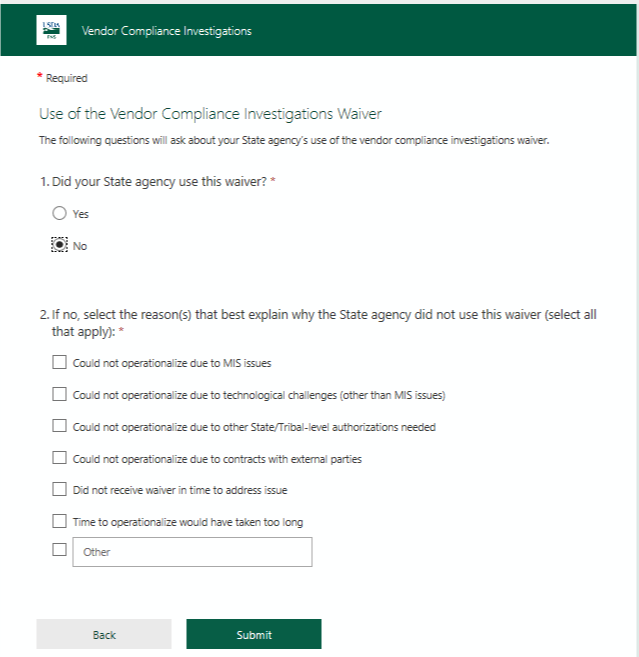 USDA
FNS
Vendor Compliance Investigations
* Required
Use of the Vendor Compliance Investigations Waiver
The following questions will ask about your State agency's use of the vendor compliance investigations waiver.
1. Did your State agency use this waiver? *
Yes
No
2. If no, select the reason(s) that best explain why the State agency did not use this waiver (select all
that apply): *
Could not operationalize due to MIS issues
Could not operationalize due to technological challenges (other than MIS issues)
Could not operationalize due to other State/Tribal-level authorizations needed
Could not operationalize due to contracts with external parties
Did not receive waiver in time to address issue
Time to operationalize would have taken too long
Other
Back Submit